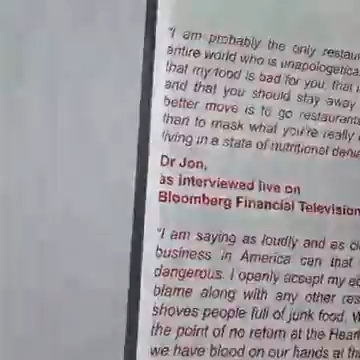 "I am probably the only restau
entire world who is unapologetica
that my food is bad for you, that i
and that you should stay away
better move is to go restaurant
than to mask what you're really
living in a state of nutritional deni
Dr Jon,
as interviewed live on
Bloomberg Financial Television
"I am saying as loudly and as cl
business in America can that
dangerous. I openly accept my
blame along with any other res
shoves people full of junk food. W
the point of no return at the Hear
we have blood on our hands at th